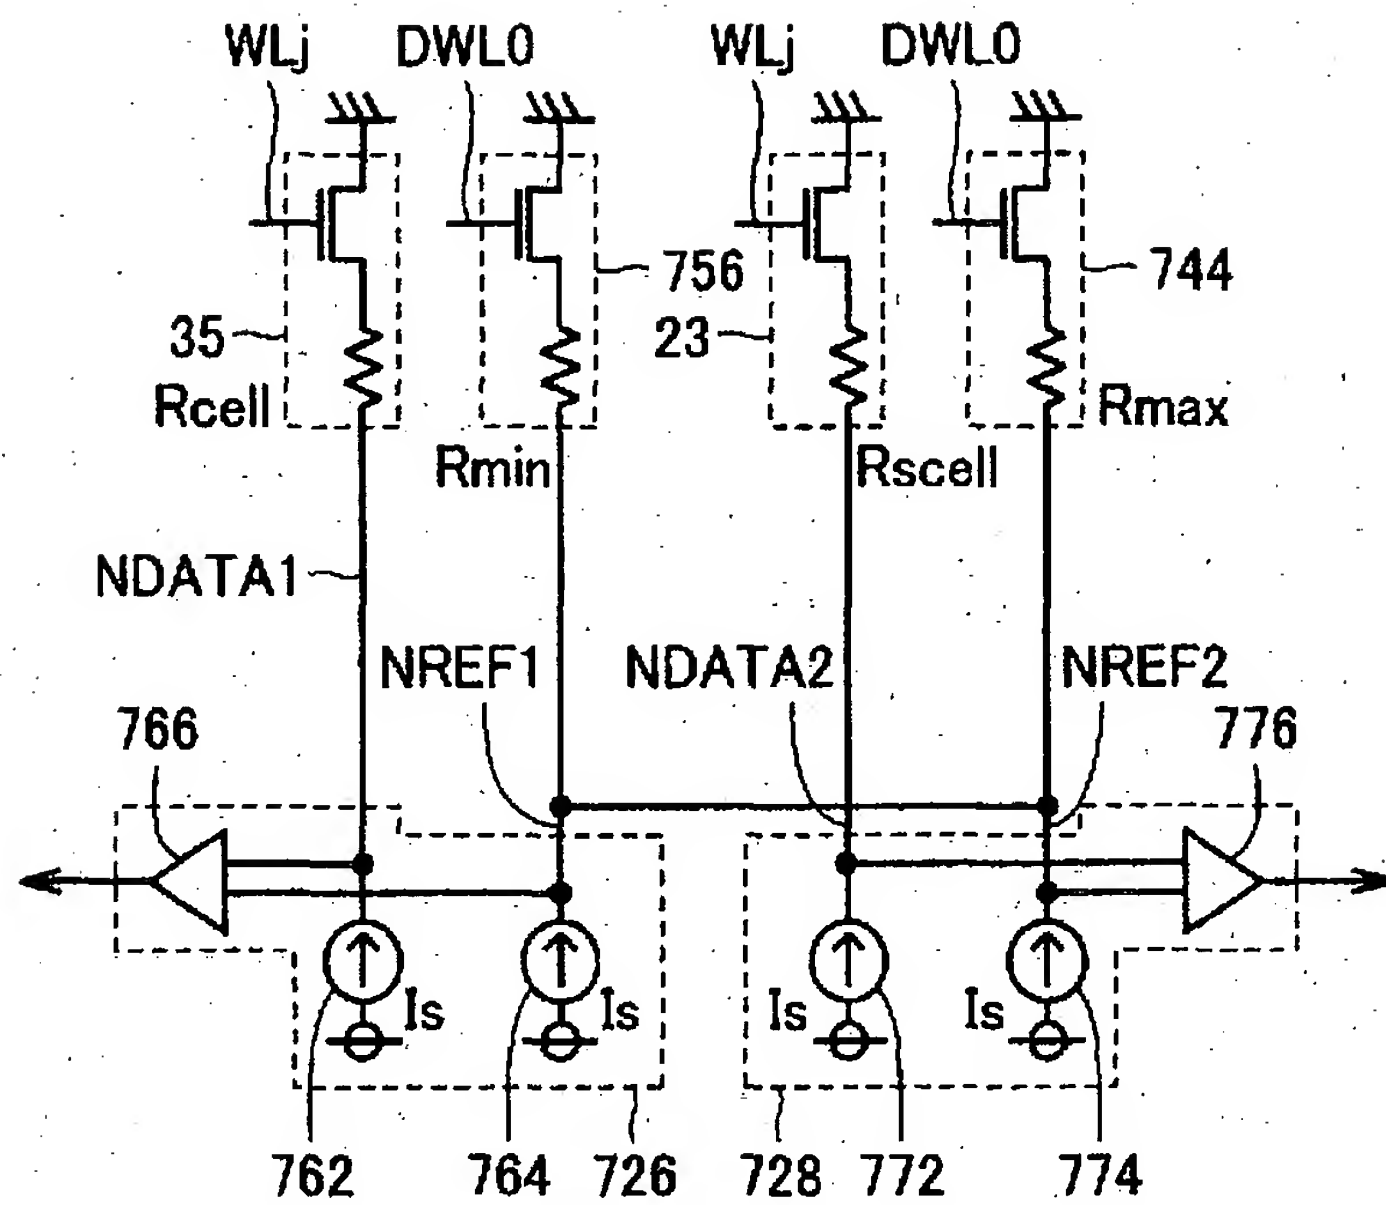 WLj DWL0 WLj DWL0
756 744
35 23
Rcell Rmax
Rmin Rscell
NDATA1
NREF1 NDATA2 NREF2
766 776
Is Is Is Is
762 764 726 728 772 774